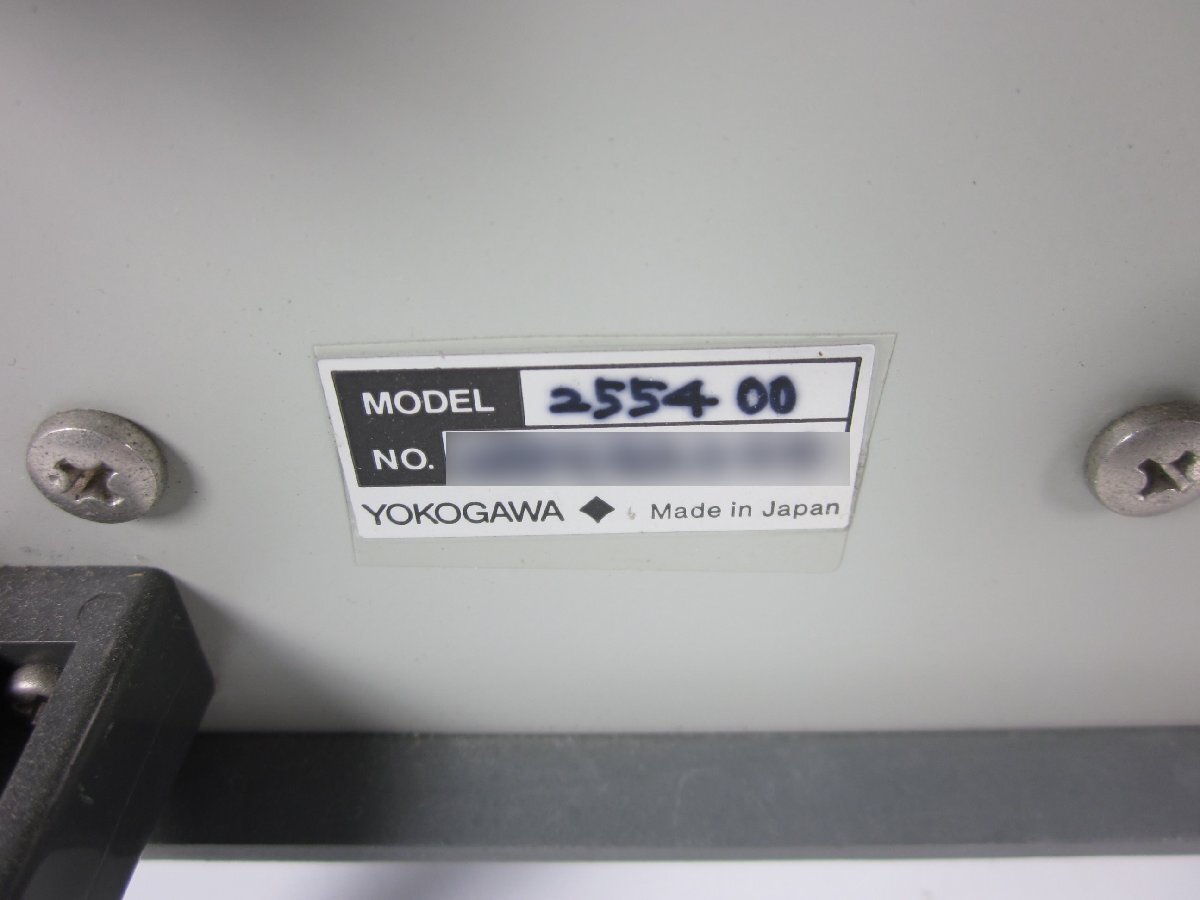 MODEL 2554 00
NO.
YOKOGAWA ◆ Made in Japan